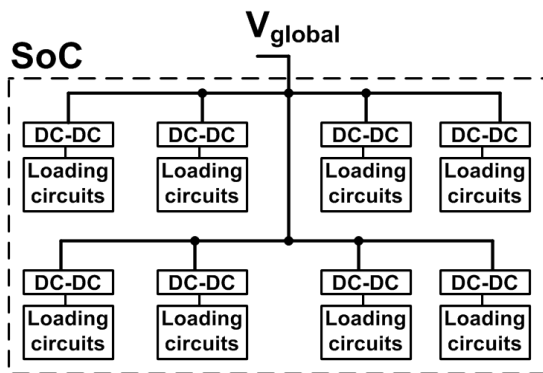 V_global
SoC
DC-DC DC-DC DC-DC DC-DC
Loading Loading Loading Loading
circuits circuits circuits circuits
DC-DC DC-DC DC-DC DC-DC
Loading Loading Loading Loading
circuits circuits circuits circuits